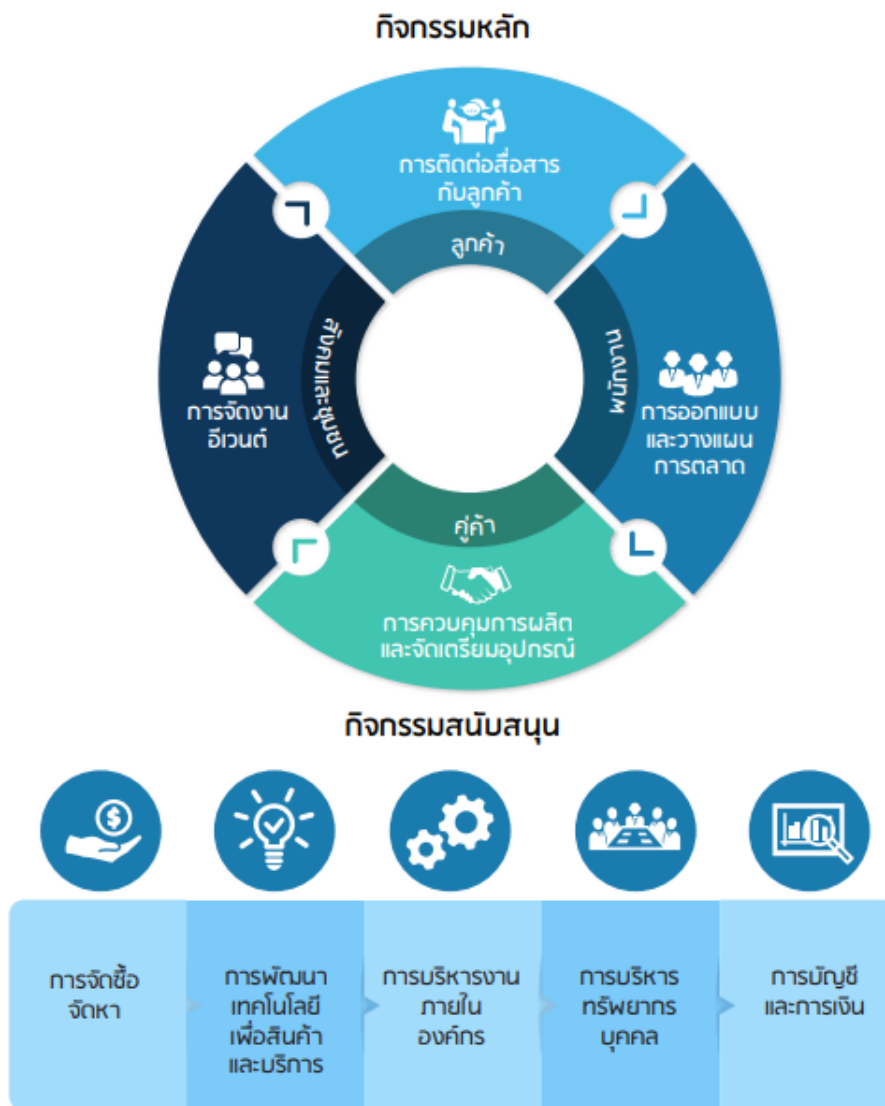 กิจกรรมหลัก
การติดต่อสื่อสาร
กับลูกค้า
ลูกค้า
พนักงาน
การออกแบบ
และวางแผน
การตลาด
คู่ค้า
การควบคุมการผลิต
และจัดเตรียมอุปกรณ์
สังคมและชุมชน
การจัดงาน
อีเวนต์
กิจกรรมสนับสนุน
$
การจัดซื้อ
จัดหา
การพัฒนา
เทคโนโลยี
เพื่อสินค้า
และบริการ
การบริหารงาน
ภายใน
องค์กร
การบริหาร
ทรัพยากร
บุคคล
การบัญชี
และการเงิน